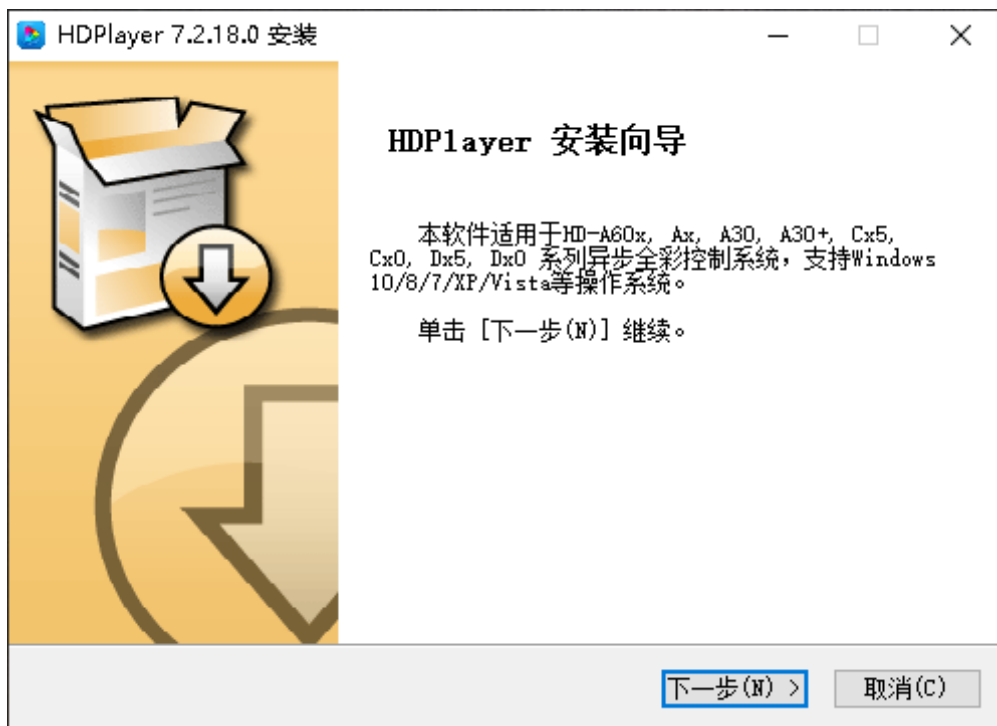 HDPlayer 7.2.18.0 安装
HDPlayer 安装向导
本软件适用于HD-A60x, Ax, A30, A30+, Cx5,
Cx0, Dx5, Dx0 系列异步全彩控制系统，支持Windows
10/8/7/XP/Vista等操作系统。
单击 [下一步(N)] 继续。
下一步(N) >
取消(C)